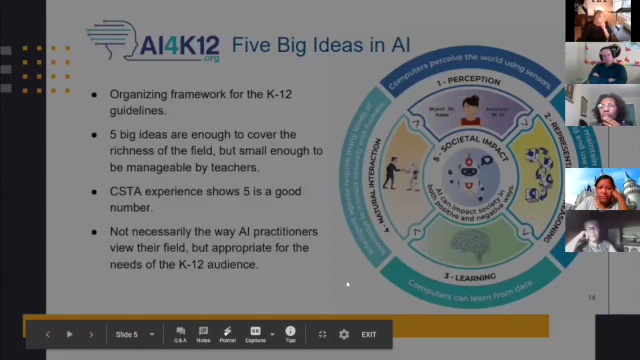 AI4K12
.org
Five Big Ideas in AI
Organizing framework for the K-12
guidelines.
5 big ideas are enough to cover the
richness of the field, but small enough to
be manageable by teachers.
CSTA experience shows 5 is a good
number.
Not necessarily the way AI practitioners
view their field, but appropriate for the
needs of the K-12 audience.
Computers perceive the world using sensors.
1 - PERCEPTION
Object ID:
Human
5 - SOCIETAL IMPACT
AI can impact society in
both positive and negative ways.
4 - NATURAL INTERACTION
3 - LEARNING
Computers can learn from data.
14
Slide 5
Q&A
Notes
Pointer
Captions
Tips
EXIT